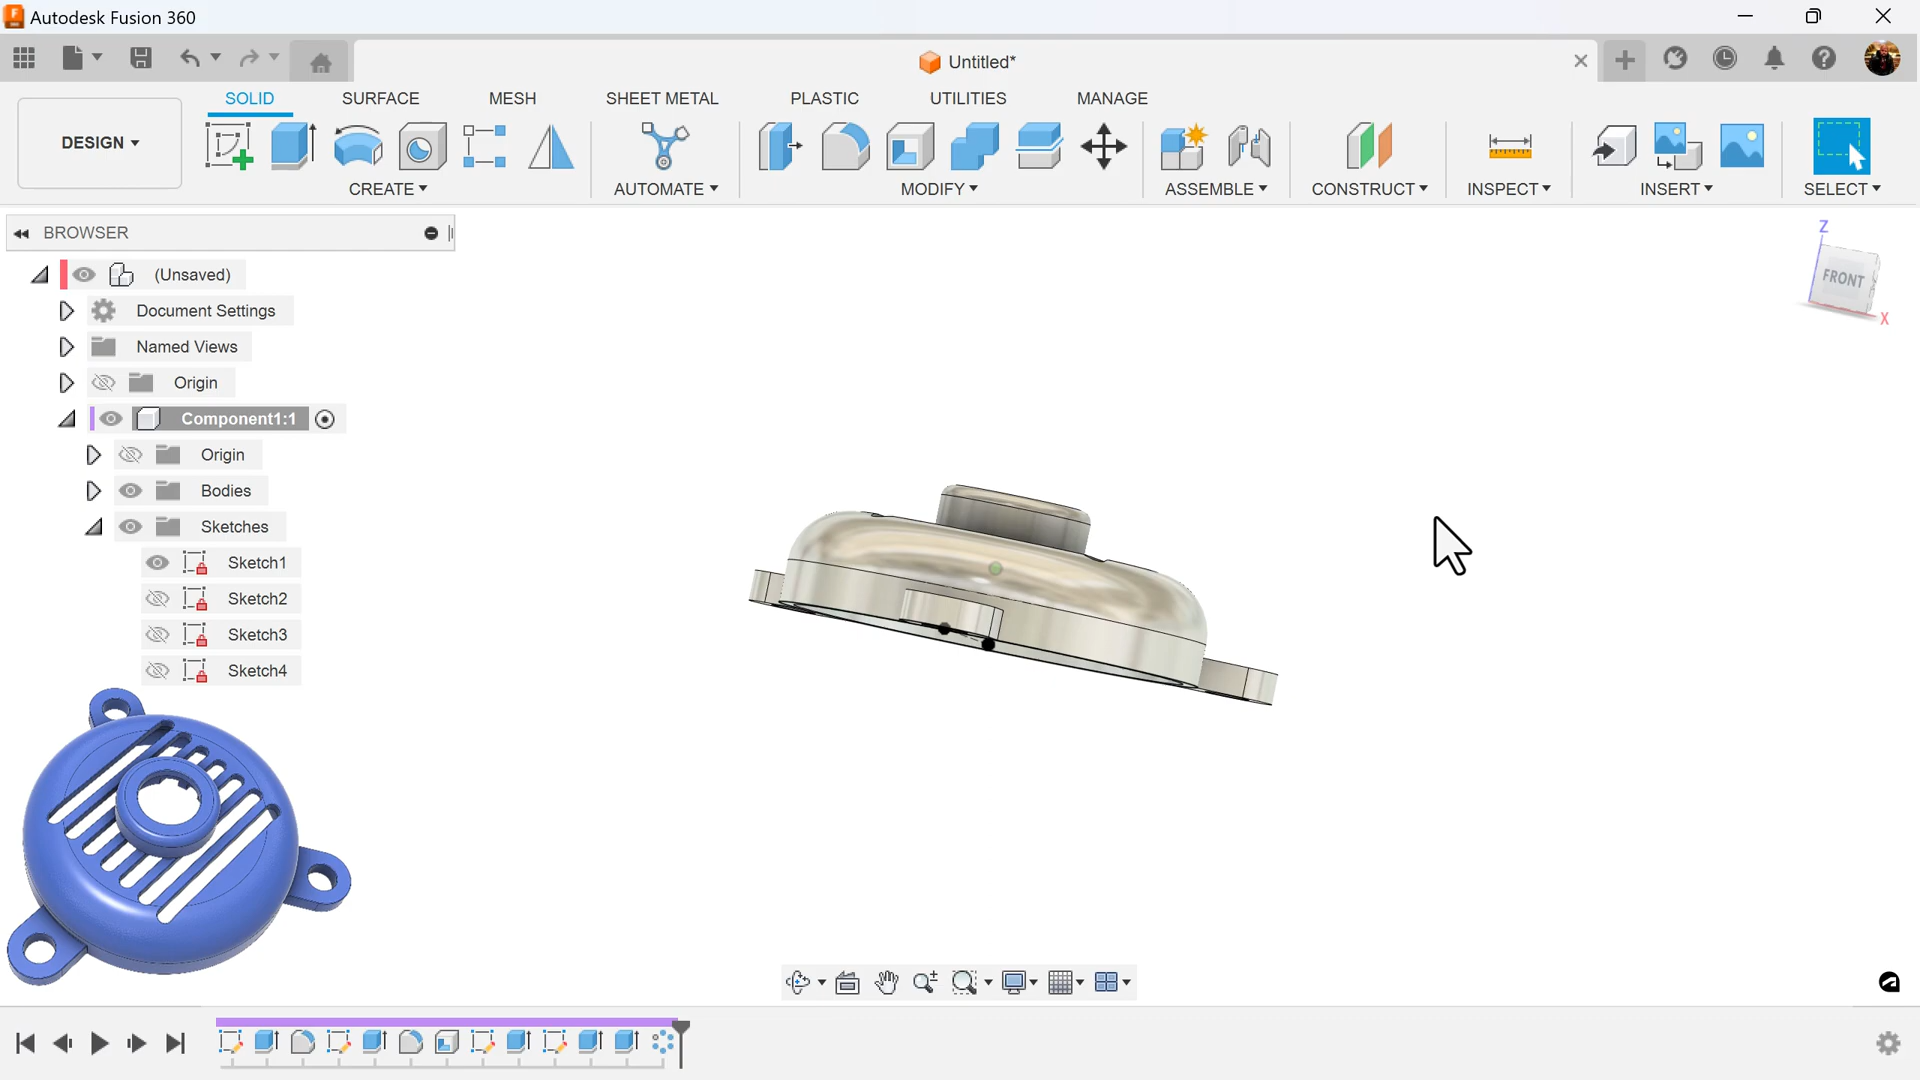 Autodesk Fusion 360
Untitled*
SOLID SURFACE MESH SHEET METAL PLASTIC UTILITIES MANAGE
DESIGN
CREATE AUTOMATE MODIFY ASSEMBLE CONSTRUCT INSPECT INSERT SELECT
BROWSER
(Unsaved)
Document Settings
Named Views
Origin
Component1:1
Origin
Bodies
Sketches
Sketch1
Sketch2
Sketch3
Sketch4
Z
FRONT
X